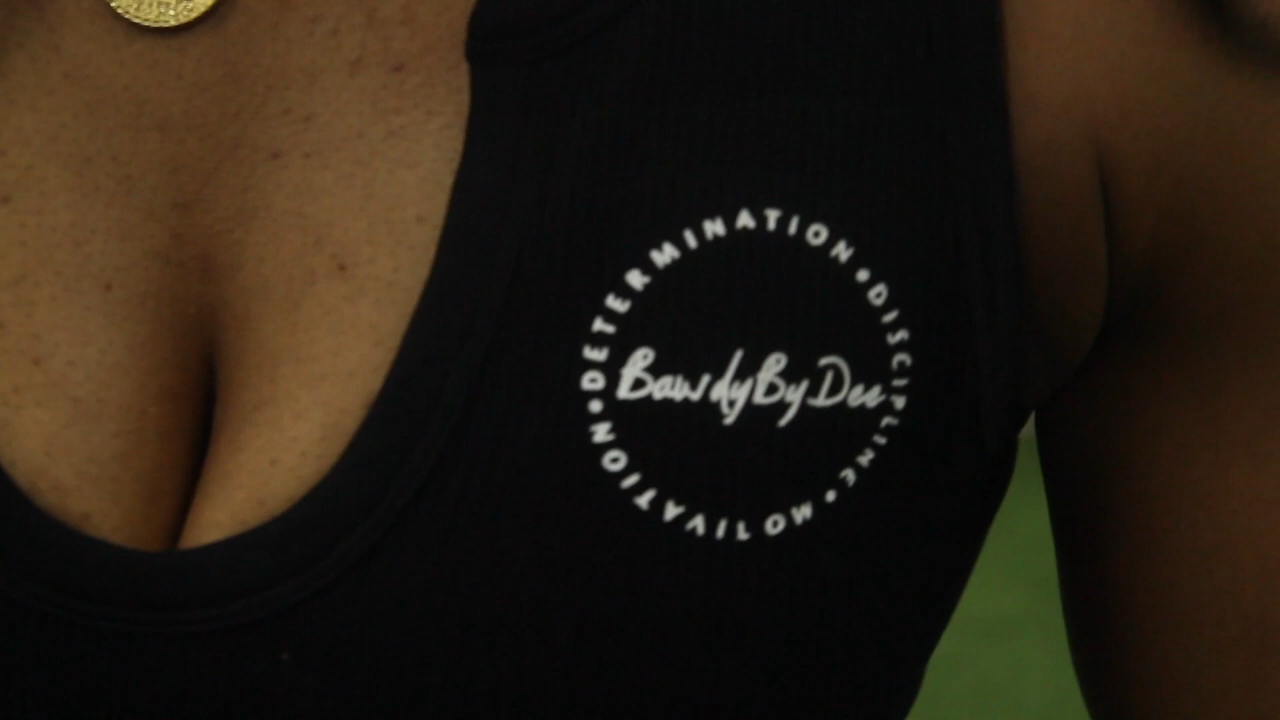 DETERMINATION • DISCIPLINE • MOTIVATION •
BawdyByDee